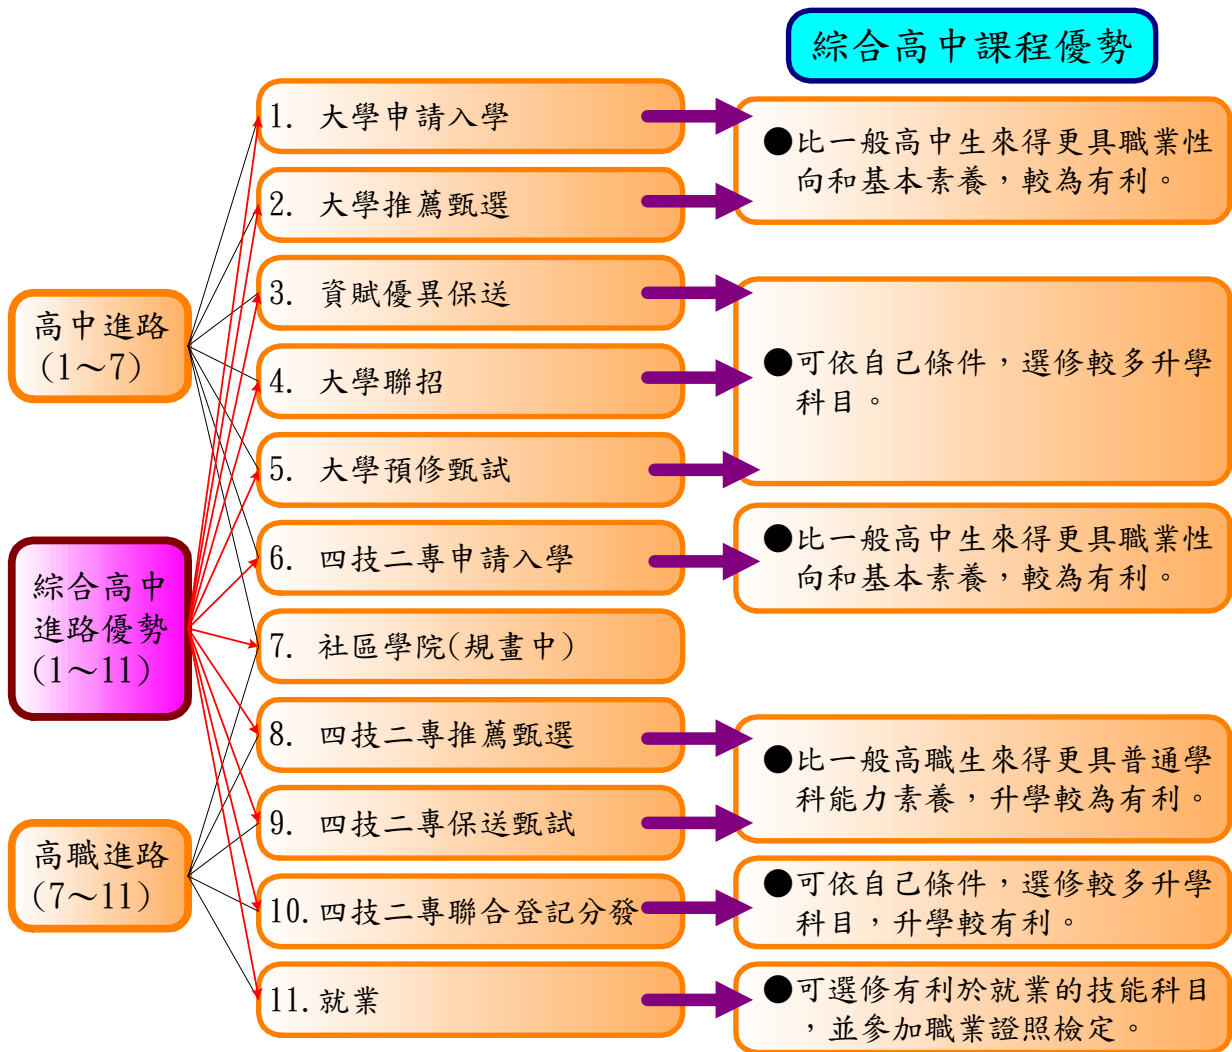 綜合高中課程優勢
1. 大學申請入學
2. 大學推薦甄選
3. 資賦優異保送
4. 大學聯招
5. 大學預修甄試
6. 四技二專申請入學
7. 社區學院(規畫中)
8. 四技二專推薦甄選
9. 四技二專保送甄試
10.四技二專聯合登記分發
11.就業
高中進路
(1～7)
綜合高中
進路優勢
(1～11)
高職進路
(7～11)
●比一般高中生來得更具職業性
向和基本素養，較為有利。
●可依自己條件，選修較多升學
科目。
●比一般高中生來得更具職業性
向和基本素養，較為有利。
●比一般高職生來得更具普通學
科能力素養，升學較為有利。
●可依自己條件，選修較多升學
科目，升學較有利。
●可選修有利於就業的技能科目
，並參加職業證照檢定。